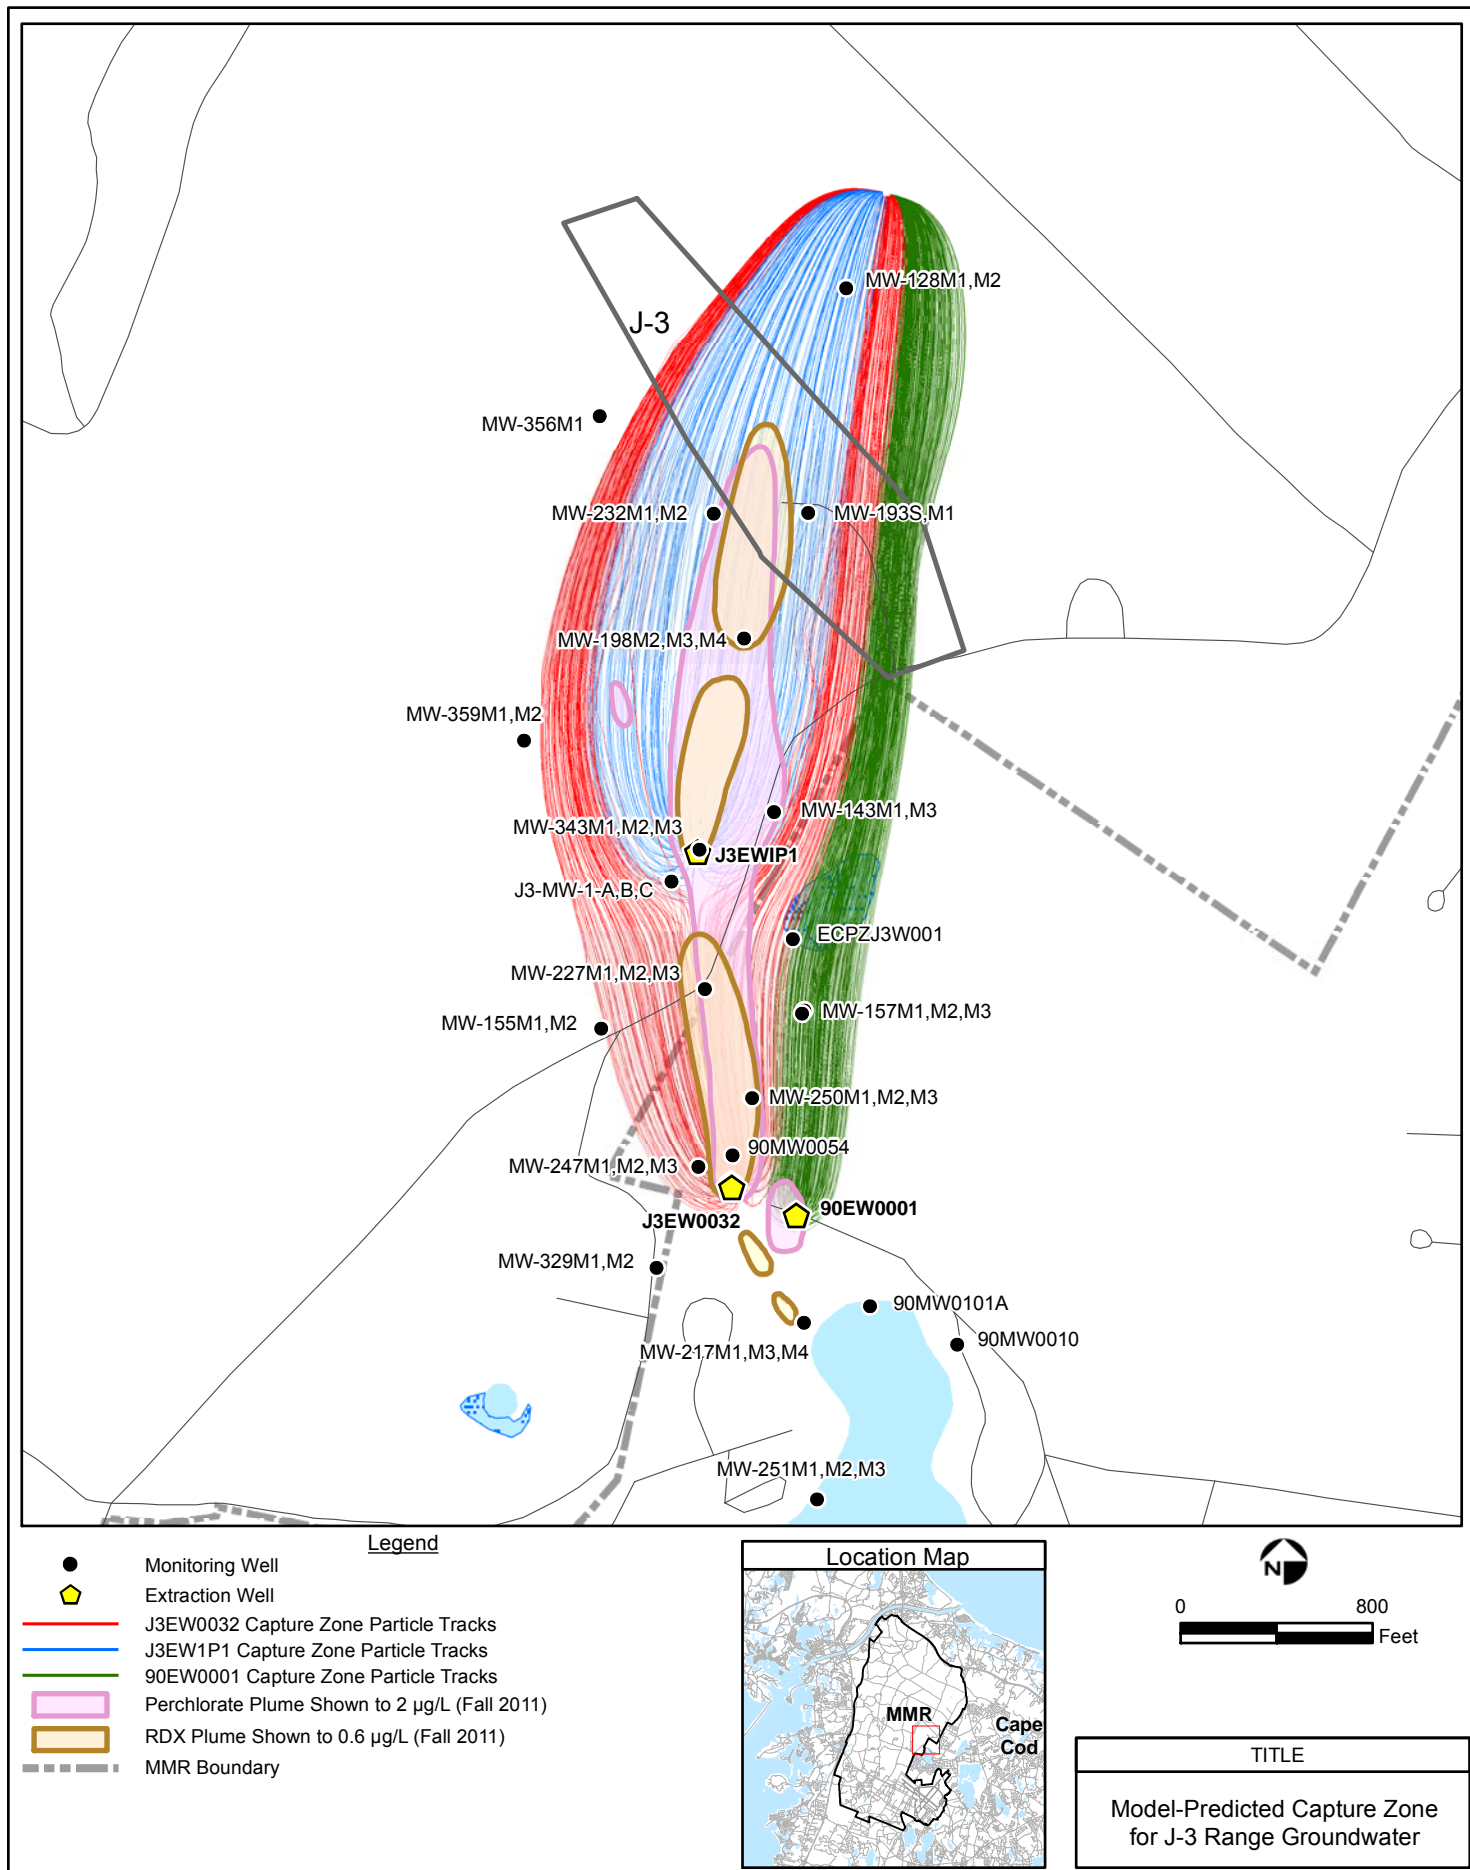 MW-128M1,M2
J-3
MW-356M1
MW-232M1,M2
MW-193S,M1
MW-198M2,M3,M4
MW-359M1,M2
MW-143M1,M3
MW-343M1,M2,M3
J3EWIP1
J3-MW-1-A,B,C
ECPZJ3W001
MW-227M1,M2,M3
MW-157M1,M2,M3
MW-155M1,M2
MW-250M1,M2,M3
90MW0054
MW-247M1,M2,M3
90EW0001
J3EW0032
MW-329M1,M2
90MW0101A
90MW0010
MW-217M1,M3,M4
MW-251M1,M2,M3
Legend
Monitoring Well
Extraction Well
J3EW0032 Capture Zone Particle Tracks
J3EW1P1 Capture Zone Particle Tracks
90EW0001 Capture Zone Particle Tracks
Perchlorate Plume Shown to 2 µg/L (Fall 2011)
RDX Plume Shown to 0.6 µg/L (Fall 2011)
MMR Boundary
Location Map
MMR
Cape
Cod
N
0 800
Feet
TITLE
Model-Predicted Capture Zone
for J-3 Range Groundwater